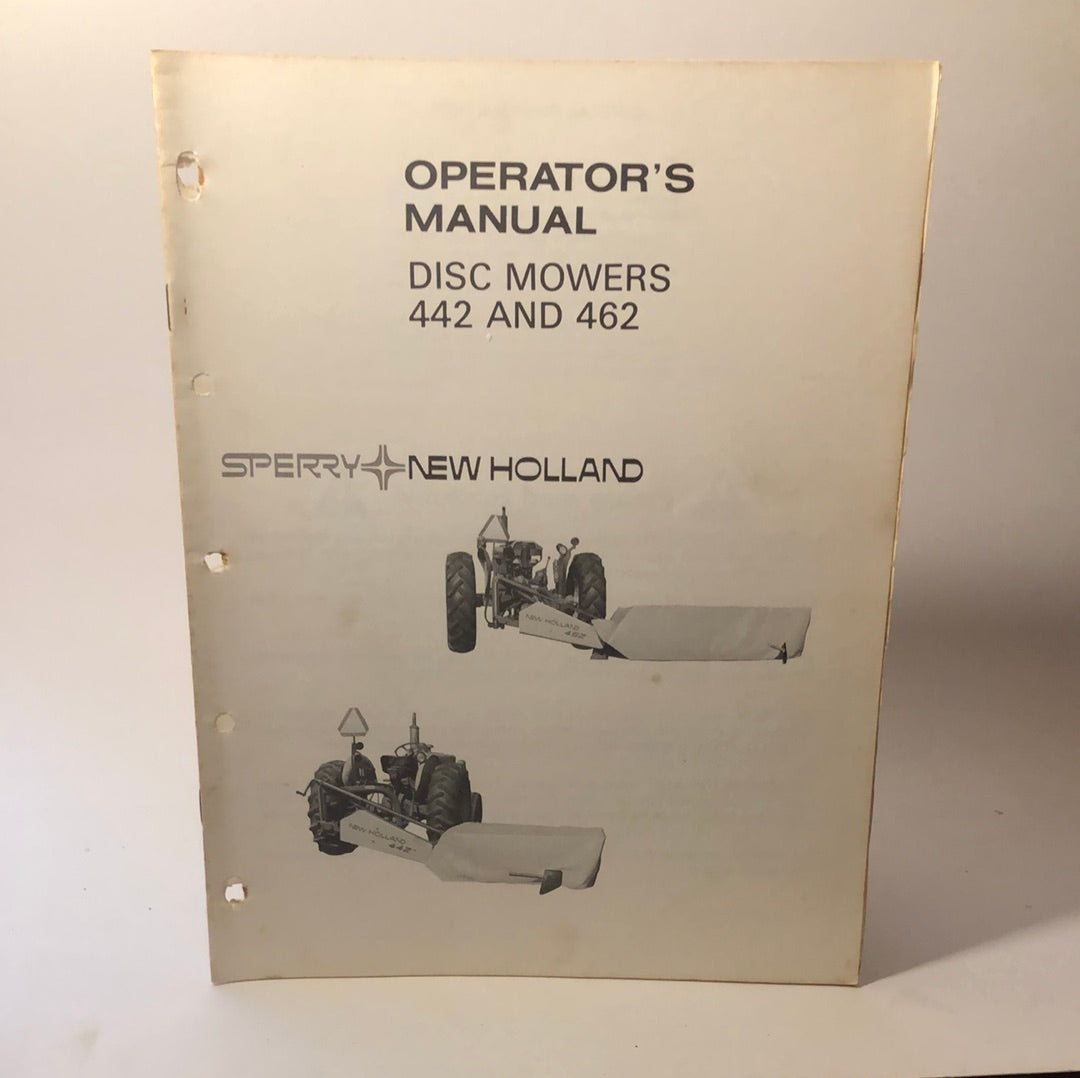 OPERATOR'S
MANUAL
DISC MOWERS
442 AND 462
SPERRY NEW HOLLAND
NEW HOLLAND
462
NEW HOLLAND
442